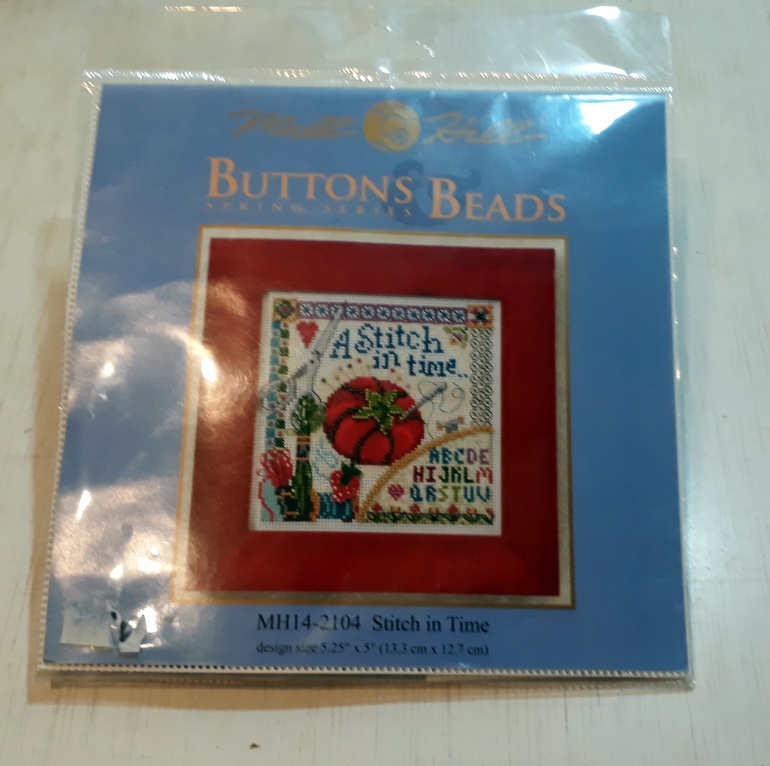 Mill Hill
BUTTONS & BEADS
SPRING SERIES
A Stitch
in time..
ABCDE
HIJKLM
QRSTUV
MH14-2104 Stitch in Time
design size 5.25" x 5" (13.3 cm x 12.7 cm)